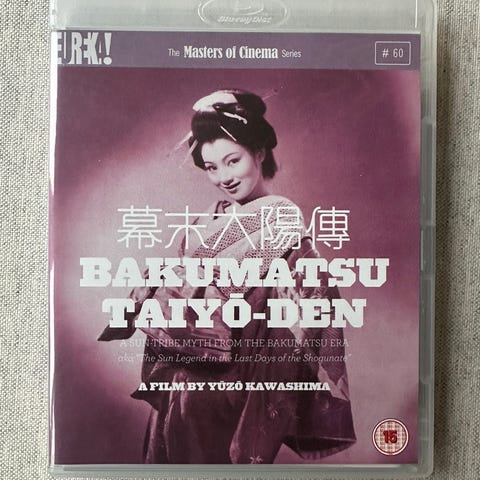 Blu-ray Disc
EUREKA!
The Masters of Cinema Series
# 60
幕末太陽傳
BAKUMATSU
TAIYŌ-DEN
A SUN-TRIBE MYTH FROM THE BAKUMATSU ERA
aka "The Sun Legend in the Last Days of the Shogunate"
A FILM BY YŪZŌ KAWASHIMA
15